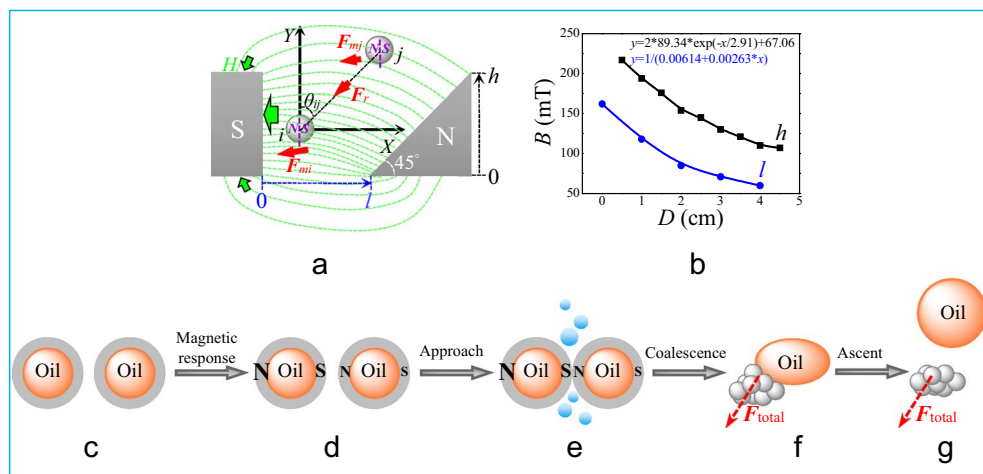 Y
F_mj
N S
j
H
h
F_r
θ_ij
S
N S
i
X
N
F_mi
45°
0
l
0
a
y=2*89.34*exp(-x/2.91)+67.06
y=1/(0.00614+0.00263*x)
250
200
150
100
50
B (mT)
h
l
0 1 2 3 4 5
D (cm)
b
Oil Oil
Magnetic
response
N Oil S N Oil S
Approach
N Oil S N Oil S
Coalescence
Oil
F_total
Ascent
Oil
F_total
c d e f g